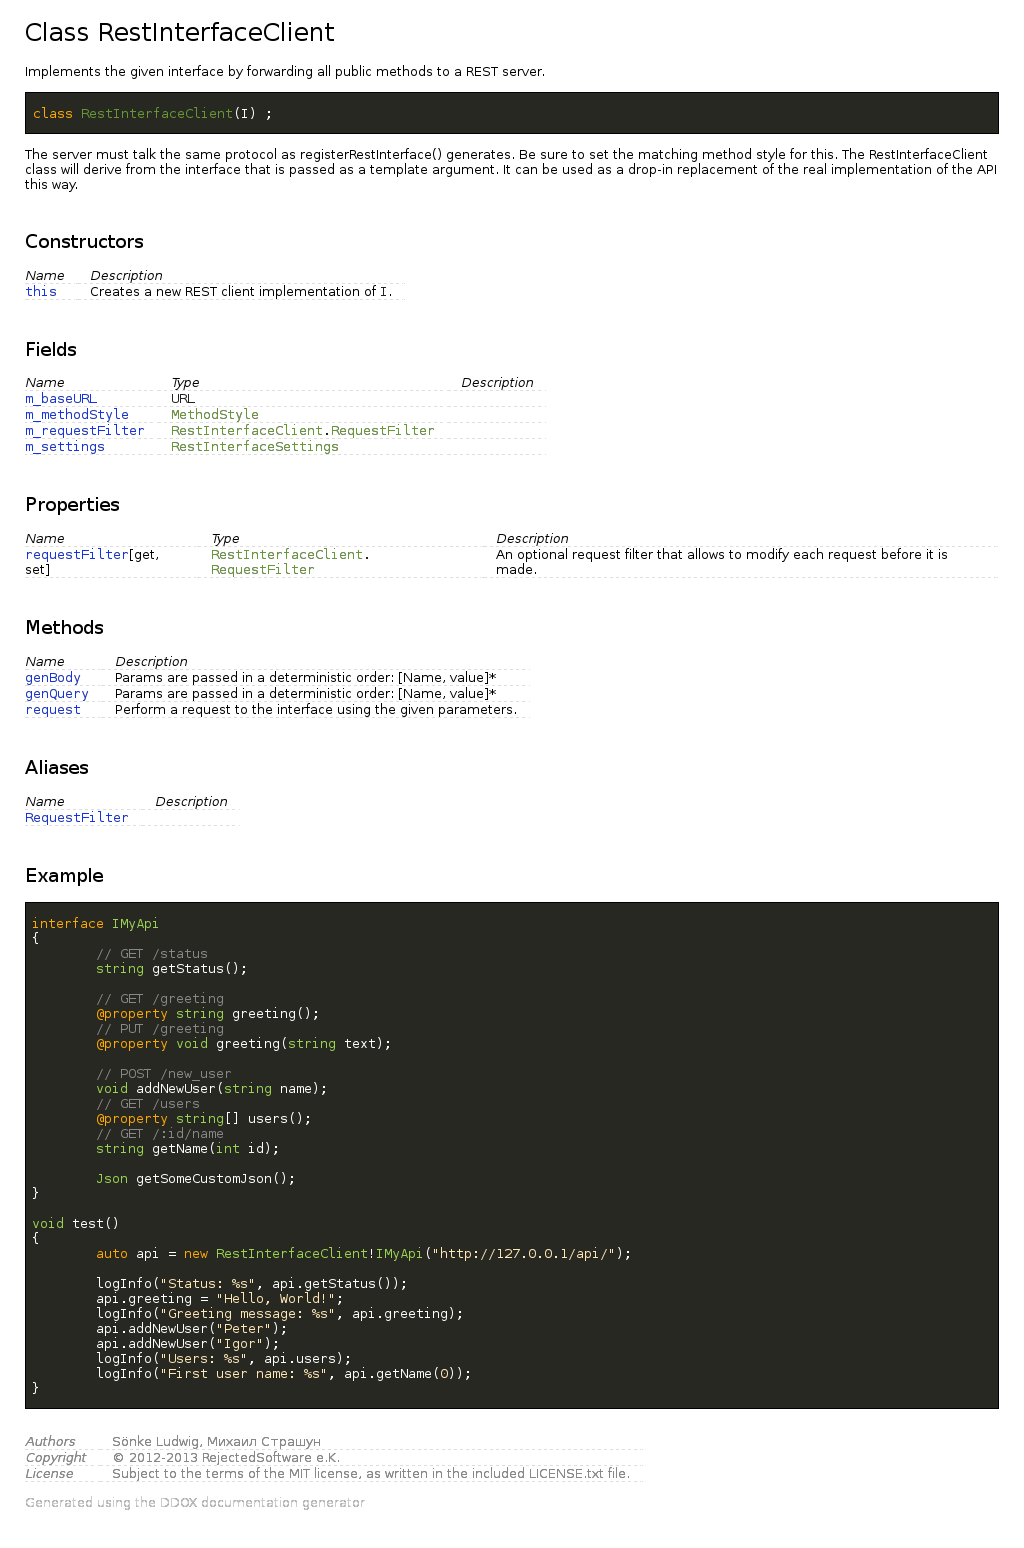 Class RestInterfaceClient
Implements the given interface by forwarding all public methods to a REST server.
class RestInterfaceClient(I) ;
The server must talk the same protocol as registerRestInterface() generates. Be sure to set the matching method style for this. The RestInterfaceClient
class will derive from the interface that is passed as a template argument. It can be used as a drop-in replacement of the real implementation of the API
this way.
Constructors
Name Description
this Creates a new REST client implementation of I.
Fields
Name Type Description
m_baseURL URL
m_methodStyle MethodStyle
m_requestFilter RestInterfaceClient.RequestFilter
m_settings RestInterfaceSettings
Properties
Name Type Description
requestFilter[get, RestInterfaceClient. An optional request filter that allows to modify each request before it is
set] RequestFilter made.
Methods
Name Description
genBody Params are passed in a deterministic order: [Name, value]*
genQuery Params are passed in a deterministic order: [Name, value]*
request Perform a request to the interface using the given parameters.
Aliases
Name Description
RequestFilter
Example
interface IMyApi
{
// GET /status
string getStatus();
// GET /greeting
@property string greeting();
// PUT /greeting
@property void greeting(string text);
// POST /new_user
void addNewUser(string name);
// GET /users
@property string[] users();
// GET /:id/name
string getName(int id);
Json getSomeCustomJson();
}
void test()
{
auto api = new RestInterfaceClient!IMyApi("http://127.0.0.1/api/");
logInfo("Status: %s", api.getStatus());
api.greeting = "Hello, World!";
logInfo("Greeting message: %s", api.greeting);
api.addNewUser("Peter");
api.addNewUser("Igor");
logInfo("Users: %s", api.users);
logInfo("First user name: %s", api.getName(0));
}
Authors Sönke Ludwig, Михаил Страшун
Copyright © 2012-2013 RejectedSoftware e.K.
License Subject to the terms of the MIT license, as written in the included LICENSE.txt file.
Generated using the DDOX documentation generator